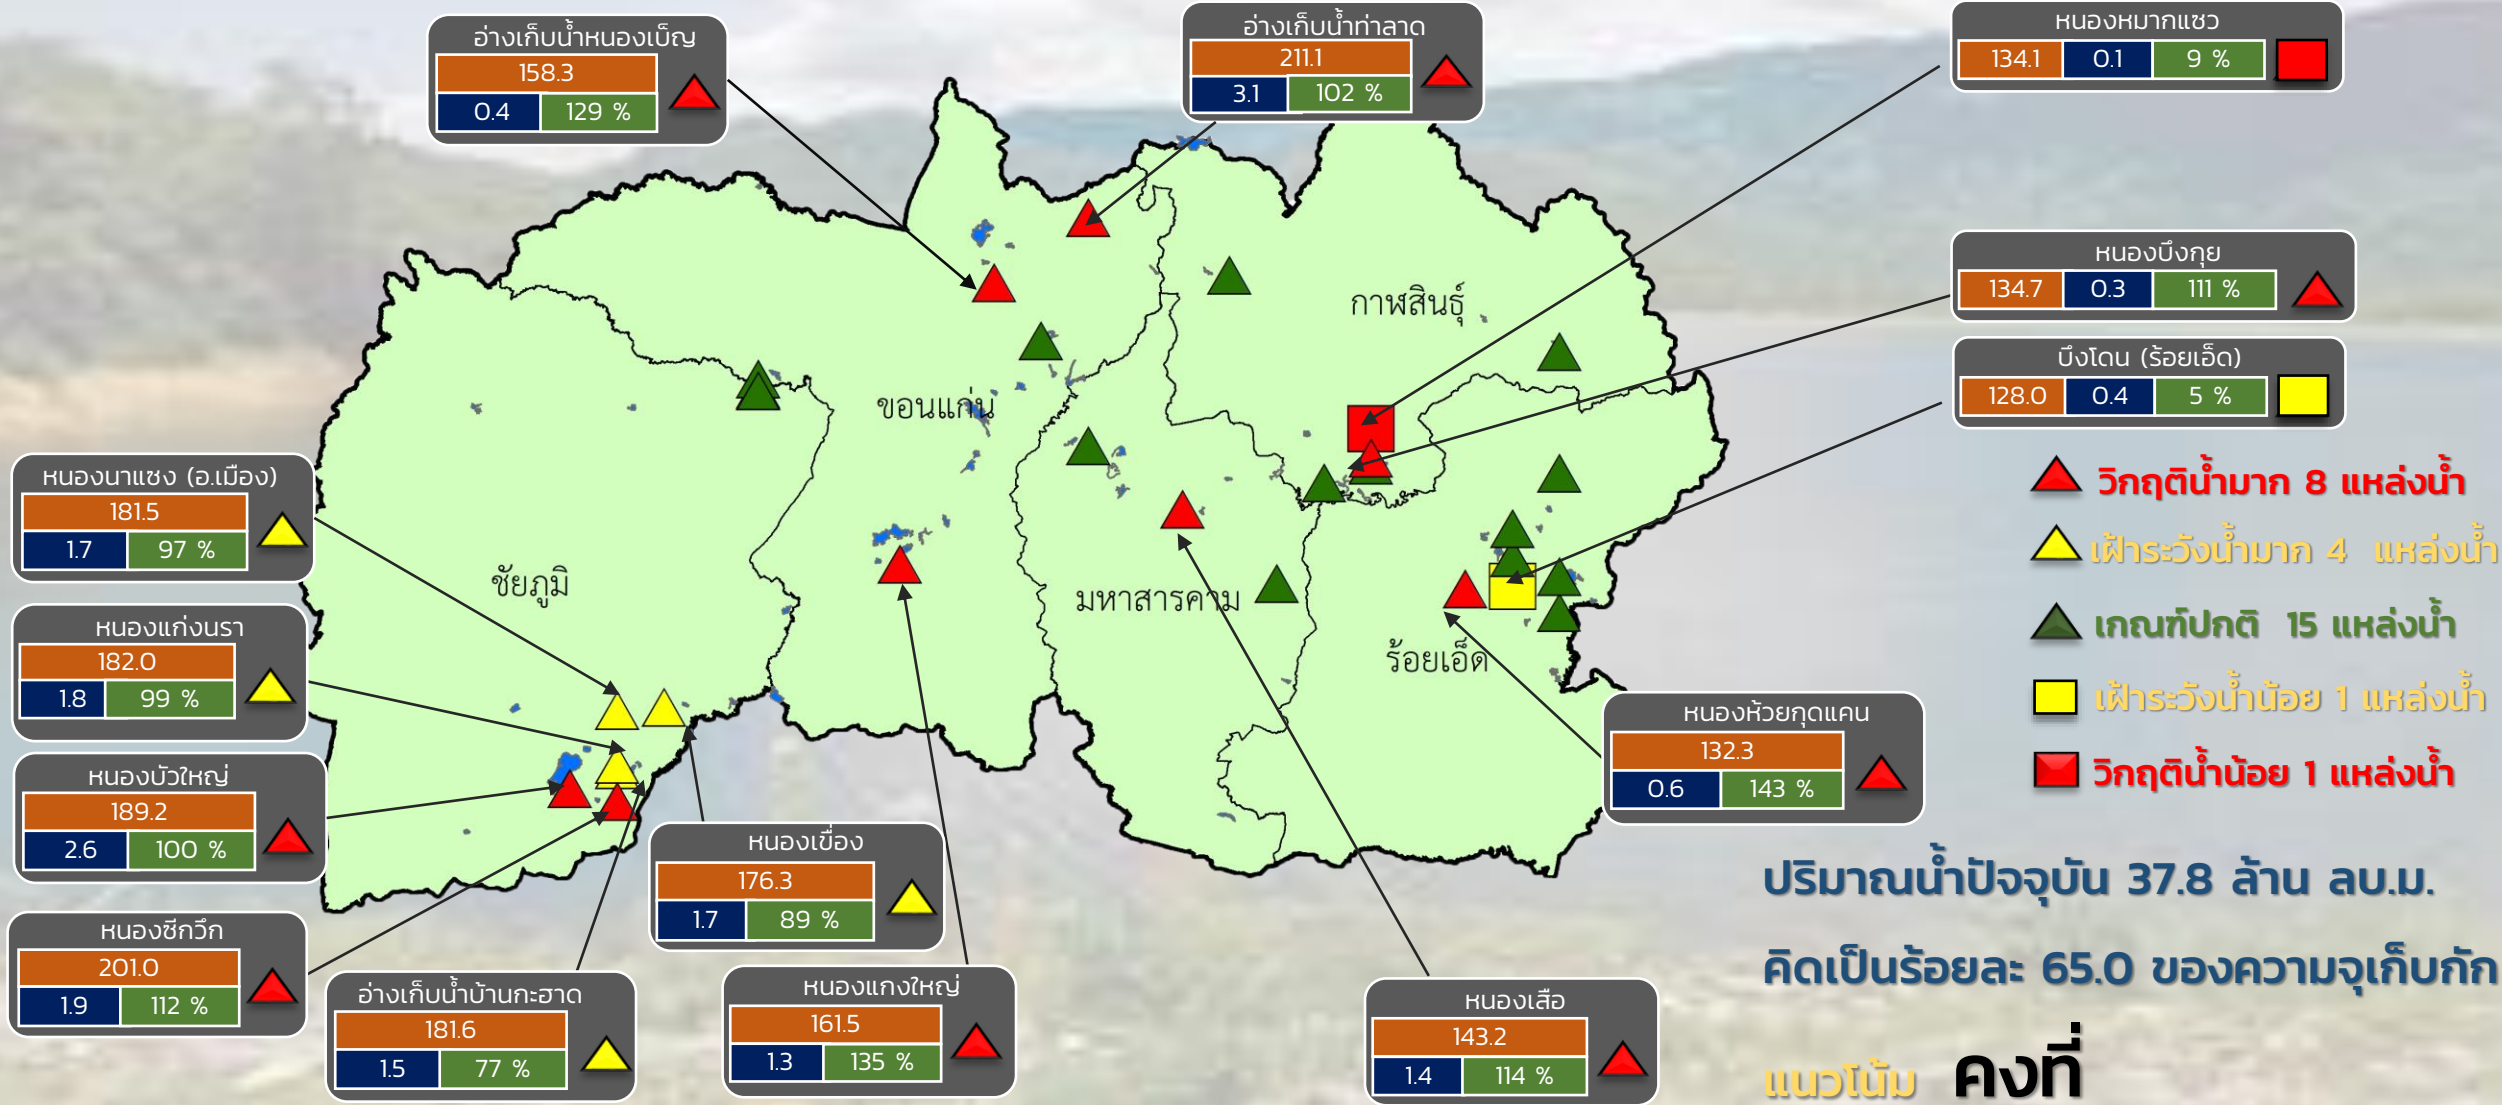 อ่างเก็บน้ำหนองเบ็ญ
158.3
0.4 129 %
อ่างเก็บน้ำท่าลาด
211.1
3.1 102 %
หนองหมากแซว
134.1 0.1 9 %
หนองบึงกุย
134.7 0.3 111 %
บึงโดน (ร้อยเอ็ด)
128.0 0.4 5 %
กาฬสินธุ์
ขอนแก่น
ชัยภูมิ
มหาสารคาม
ร้อยเอ็ด
หนองนาแซง (อ.เมือง)
181.5
1.7 97 %
หนองแก่งนรา
182.0
1.8 99 %
หนองบัวใหญ่
189.2
2.6 100 %
หนองซีกวึก
201.0
1.9 112 %
อ่างเก็บน้ำบ้านกะฮาด
181.6
1.5 77 %
หนองเขื่อง
176.3
1.7 89 %
หนองแกงใหญ่
161.5
1.3 135 %
หนองเสือ
143.2
1.4 114 %
หนองห้วยกุดแคน
132.3
0.6 143 %
วิกฤติน้ำมาก 8 แหล่งน้ำ
เฝ้าระวังน้ำมาก 4 แหล่งน้ำ
เกณฑ์ปกติ 15 แหล่งน้ำ
เฝ้าระวังน้ำน้อย 1 แหล่งน้ำ
วิกฤติน้ำน้อย 1 แหล่งน้ำ
ปริมาณน้ำปัจจุบัน 37.8 ล้าน ลบ.ม.
คิดเป็นร้อยละ 65.0 ของความจุเก็บกัก
แนวโน้ม คงที่